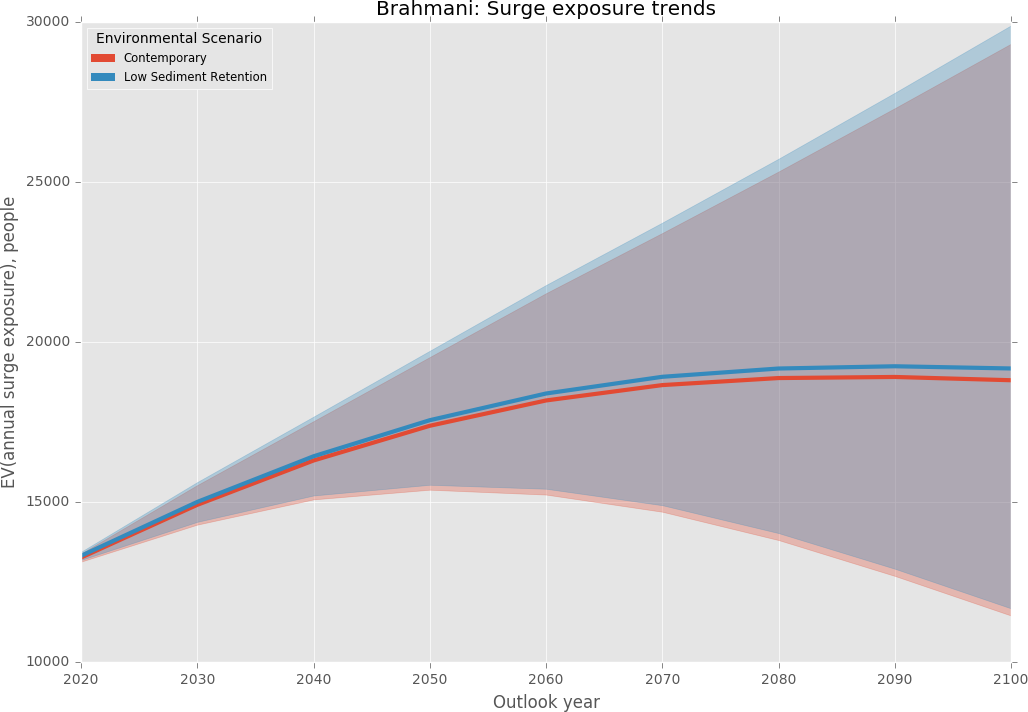 Brahmani: Surge exposure trends
Environmental Scenario
Contemporary
Low Sediment Retention
EV(annual surge exposure), people
30000
25000
20000
15000
10000
2020 2030 2040 2050 2060 2070 2080 2090 2100
Outlook year